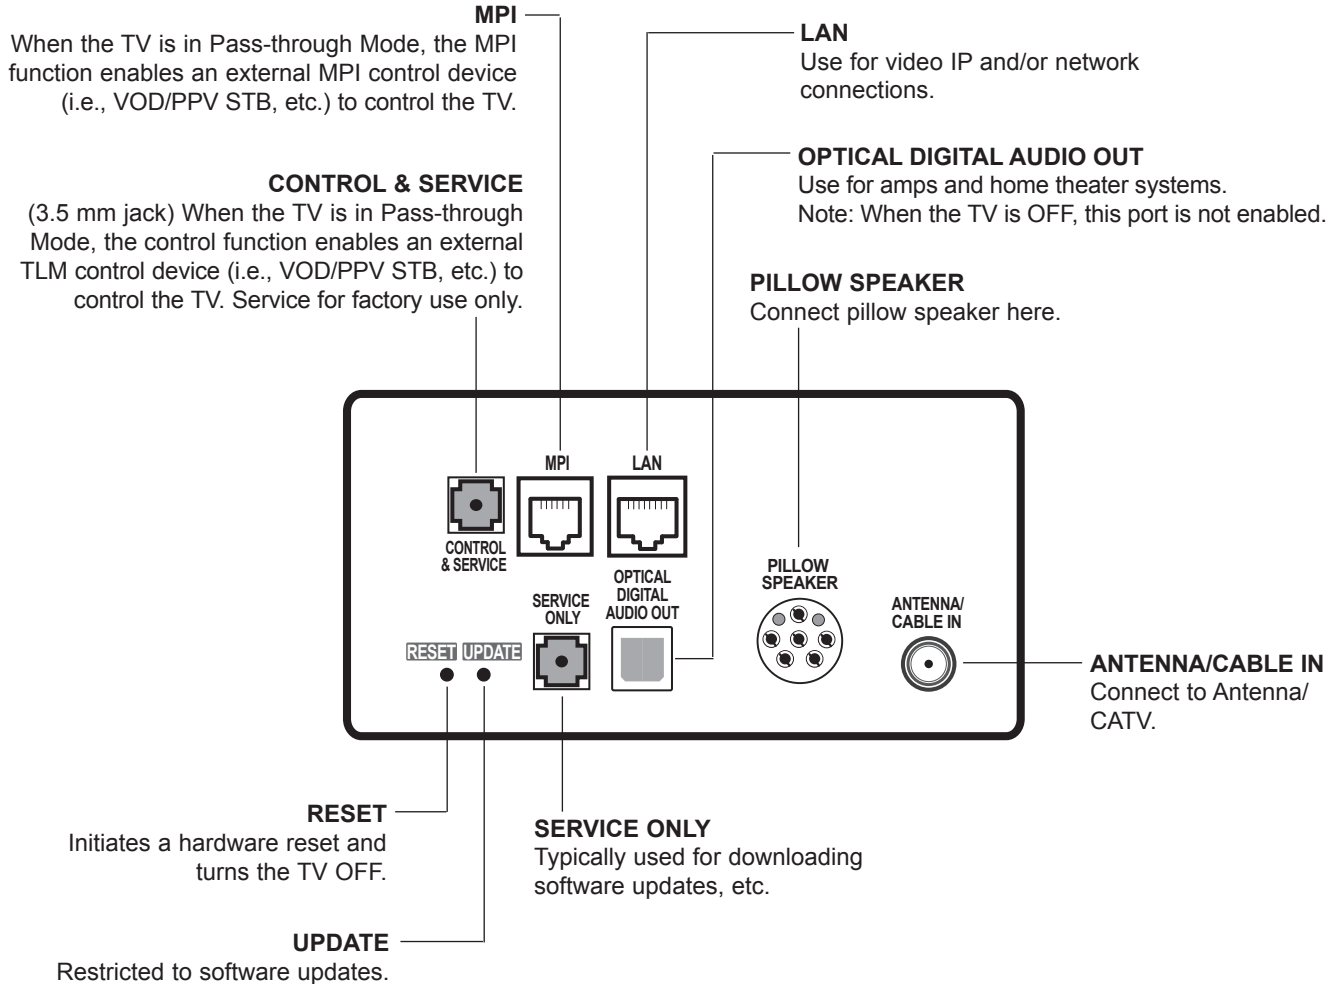 MPI
When the TV is in Pass-through Mode, the MPI
function enables an external MPI control device
(i.e., VOD/PPV STB, etc.) to control the TV.
LAN
Use for video IP and/or network
connections.
OPTICAL DIGITAL AUDIO OUT
Use for amps and home theater systems.
Note: When the TV is OFF, this port is not enabled.
CONTROL & SERVICE
(3.5 mm jack) When the TV is in Pass-through
Mode, the control function enables an external
TLM control device (i.e., VOD/PPV STB, etc.) to
control the TV. Service for factory use only.
PILLOW SPEAKER
Connect pillow speaker here.
MPI
LAN
CONTROL
& SERVICE
OPTICAL
DIGITAL
AUDIO OUT
SERVICE
ONLY
PILLOW
SPEAKER
ANTENNA/
CABLE IN
RESET
UPDATE
ANTENNA/CABLE IN
Connect to Antenna/
CATV.
RESET
Initiates a hardware reset and
turns the TV OFF.
SERVICE ONLY
Typically used for downloading
software updates, etc.
UPDATE
Restricted to software updates.